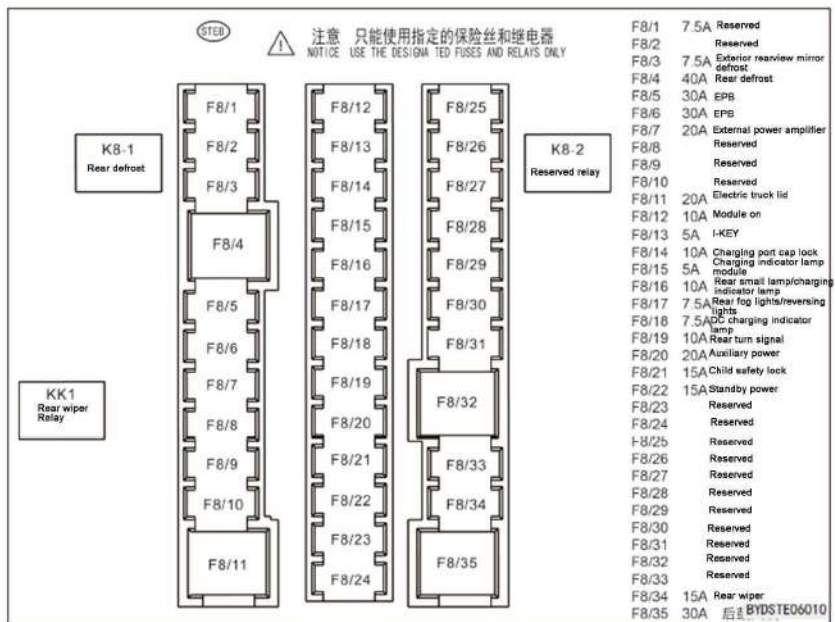 STEB
注意 只能使用指定的保险丝和继电器
NOTICE USE THE DESIGNA TED FUSES AND RELAYS ONLY
K8-1
Rear defrost
KK1
Rear wiper
Relay
F8/1
F8/2
F8/3
F8/4
F8/5
F8/6
F8/7
F8/8
F8/9
F8/10
F8/11
F8/12
F8/13
F8/14
F8/15
F8/16
F8/17
F8/18
F8/19
F8/20
F8/21
F8/22
F8/23
F8/24
F8/25
F8/26
F8/27
F8/28
F8/29
F8/30
F8/31
F8/32
F8/33
F8/34
F8/35
K8-2
Reserved relay
F8/1 7.5A Reserved
F8/2 Reserved
F8/3 7.5A Exterior rearview mirror
defrost
F8/4 40A Rear defrost
F8/5 30A EPB
F8/6 30A EPB
F8/7 20A External power amplifier
F8/8 Reserved
F8/9 Reserved
F8/10 Reserved
F8/11 20A Electric truck lid
F8/12 10A Module on
F8/13 5A I-KEY
F8/14 10A Charging port cap lock
F8/15 5A Charging indicator lamp
module
F8/16 10A Rear small lamp/charging
indicator lamp
F8/17 7.5A Rear fog lights/reversing
lights
F8/18 7.5A DC charging indicator
lamp
F8/19 10A Rear turn signal
F8/20 20A Auxiliary power
F8/21 15A Child safety lock
F8/22 15A Standby power
F8/23 Reserved
F8/24 Reserved
F8/25 Reserved
F8/26 Reserved
F8/27 Reserved
F8/28 Reserved
F8/29 Reserved
F8/30 Reserved
F8/31 Reserved
F8/32 Reserved
F8/33 Reserved
F8/34 15A Rear wiper
F8/35 30A 后
BYDSTE06010